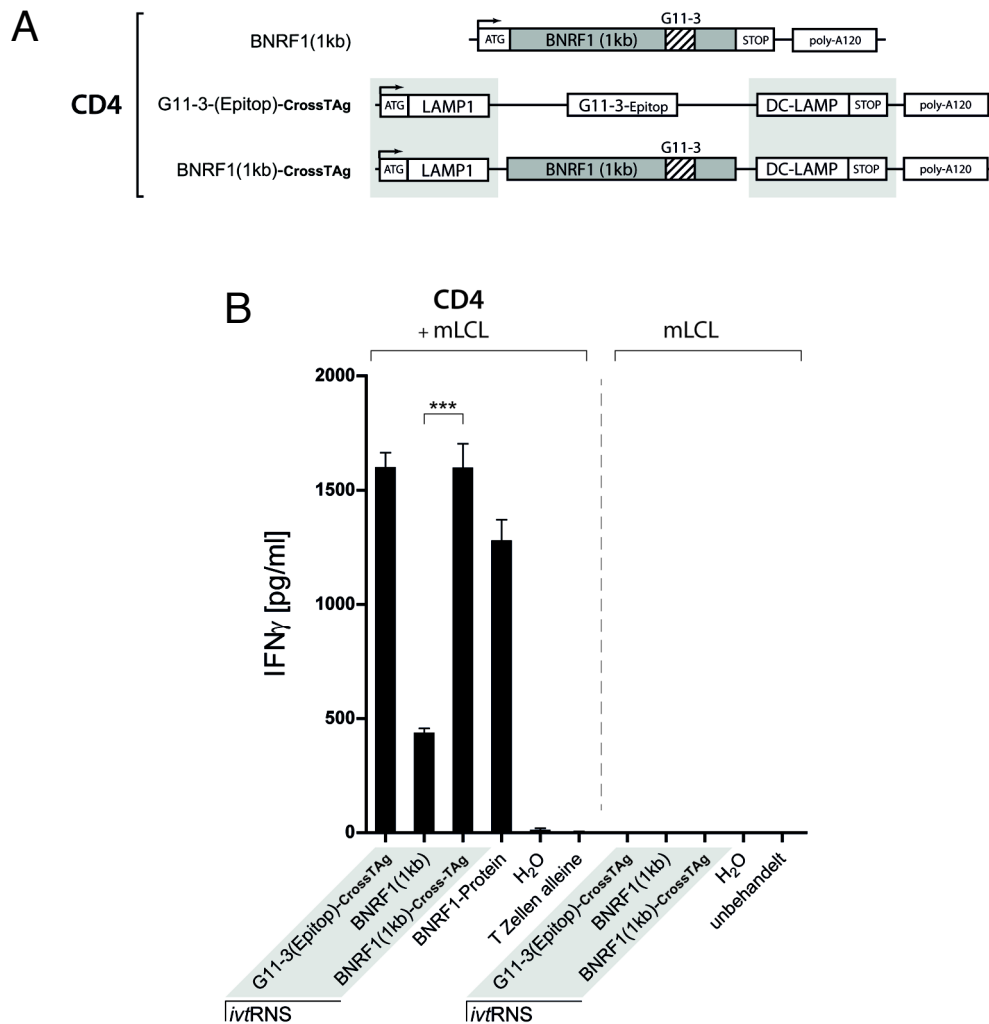 A
CD4
BNRF1(1kb)
G11-3
ATG BNRF1 (1kb) STOP poly-A120
G11-3-(Epitop)-CrossTAg
ATG LAMP1 G11-3-Epitop DC-LAMP STOP poly-A120
BNRF1(1kb)-CrossTAg
G11-3
ATG LAMP1 BNRF1 (1kb) DC-LAMP STOP poly-A120
B
CD4
+ mLCL
mLCL
IFNγ [pg/ml]
2000
1500
1000
500
0
***
G11-3(Epitop)-CrossTAg
BNRF1(1kb)
BNRF1(1kb)-Cross-TAg
BNRF1-Protein
H2O
T Zellen alleine
G11-3(Epitop)-CrossTAg
BNRF1(1kb)
BNRF1(1kb)-CrossTAg
H2O
unbehandelt
ivtRNS
ivtRNS